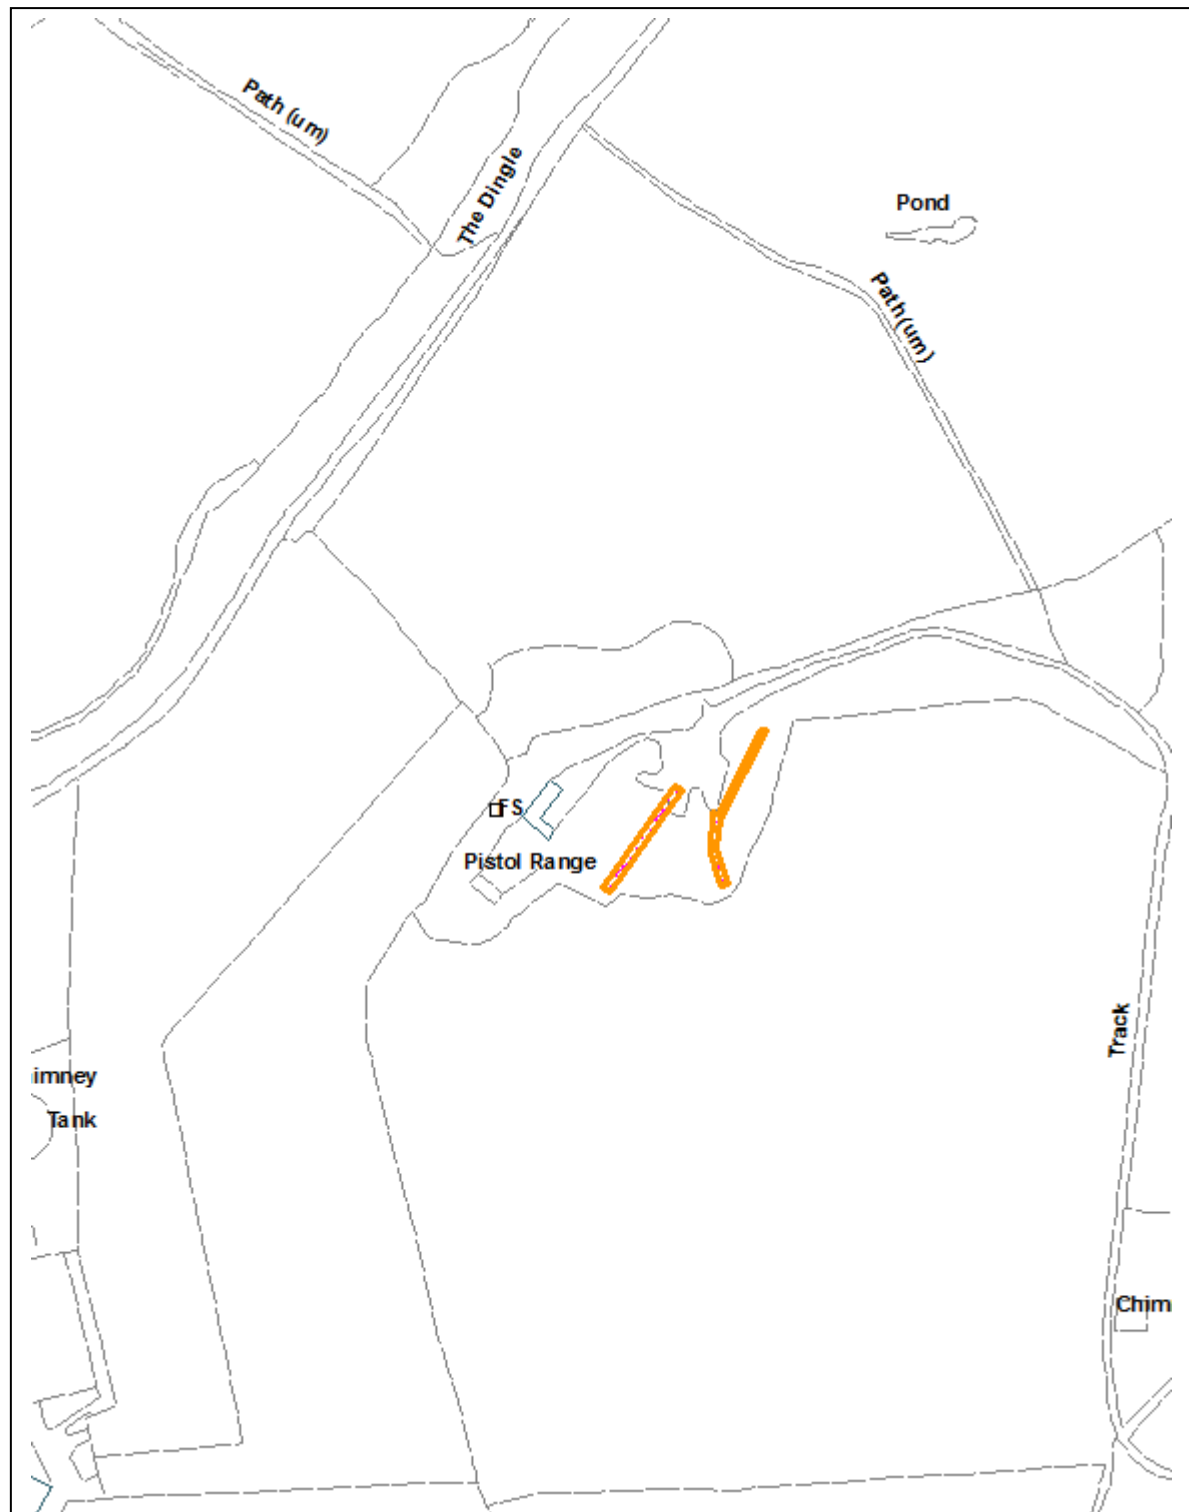 Path (um)
The Dingle
Pond
Path (um)
FS
Pistol Range
Track
imney
Tank
Chim